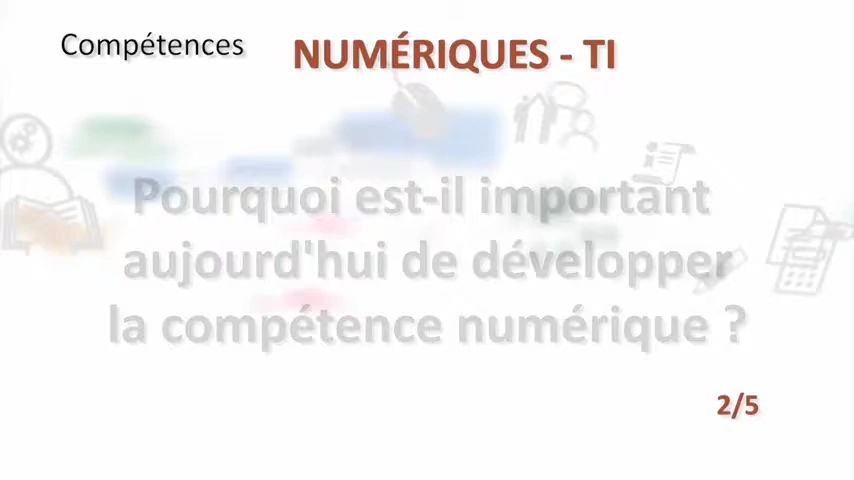 Compétences
NUMÉRIQUES - TI
Pourquoi est-il important
aujourd'hui de développer
la compétence numérique ?
2/5